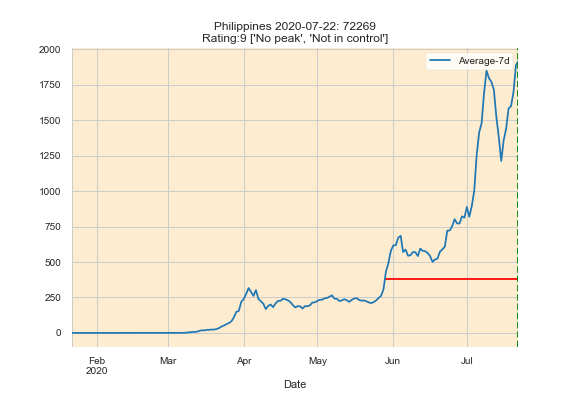 Philippines 2020-07-22: 72269
Rating:9 ['No peak', 'Not in control']
2000
Average-7d
1750
1500
1250
1000
750
500
250
0
Feb Mar Apr May Jun Jul
2020
Date